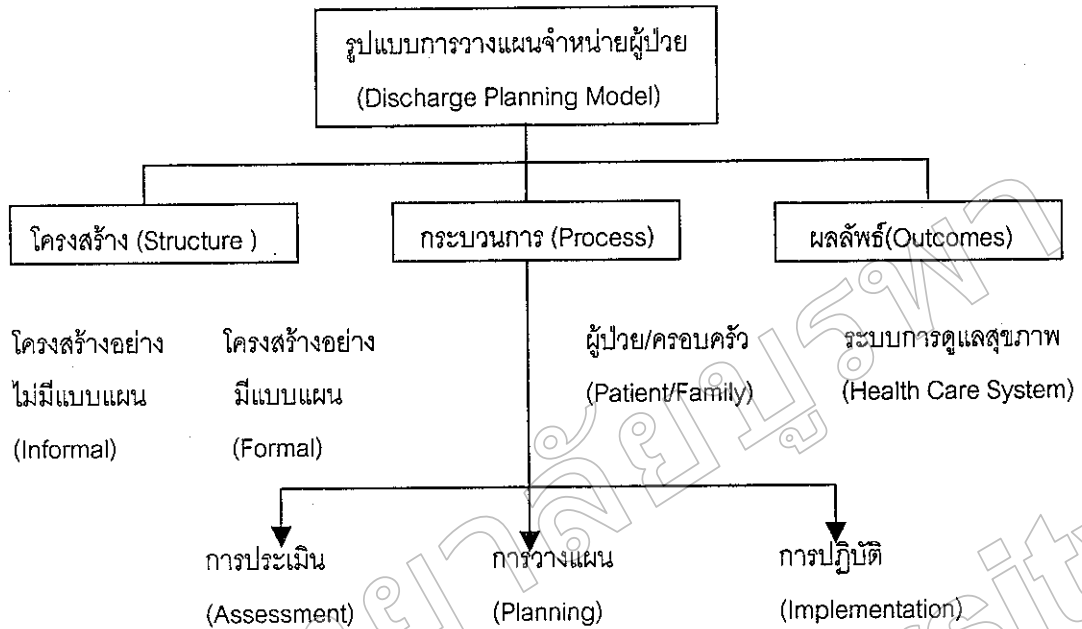 รูปแบบการวางแผนจำหน่ายผู้ป่วย
(Discharge Planning Model)
โครงสร้าง (Structure )
กระบวนการ (Process)
ผลลัพธ์(Outcomes)
โครงสร้างอย่าง
ไม่มีแบบแผน
(Informal)
โครงสร้างอย่าง
มีแบบแผน
(Formal)
ผู้ป่วย/ครอบครัว
(Patient/Family)
ระบบการดูแลสุขภาพ
(Health Care System)
การประเมิน
(Assessment)
การวางแผน
(Planning)
การปฏิบัติ
(Implementation)